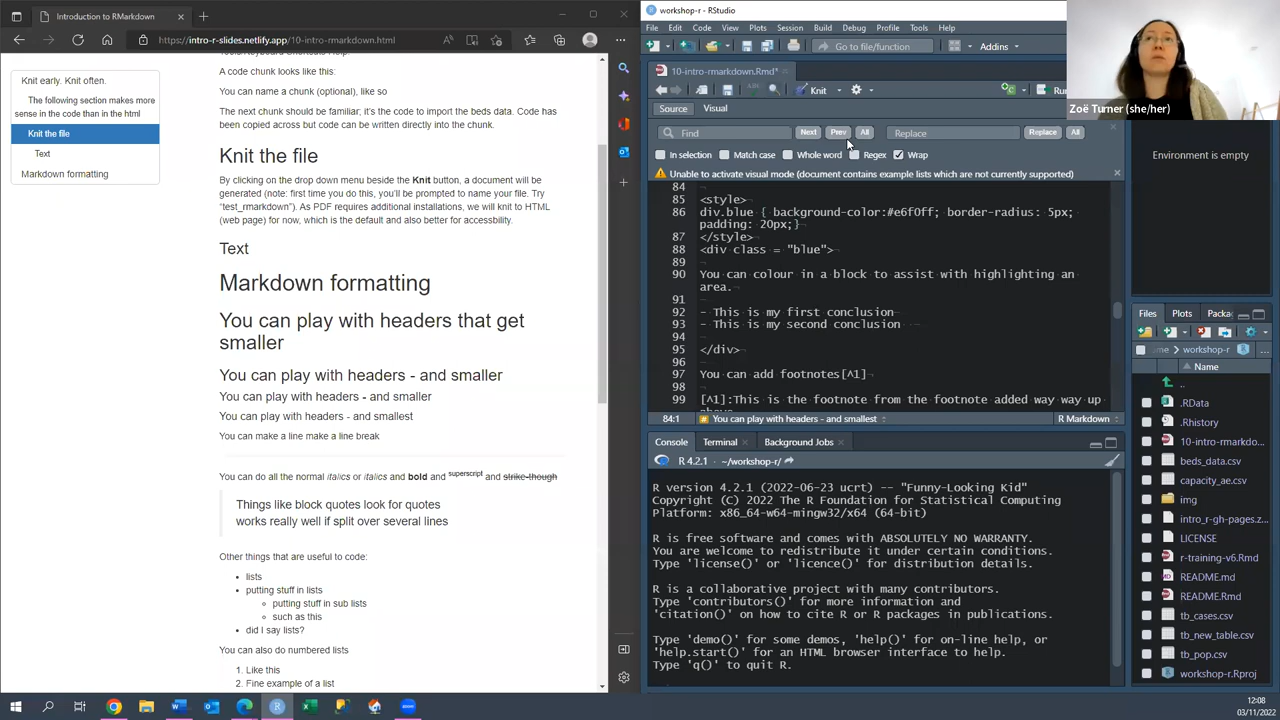 Introduction to RMarkdown
https://intro-r-slides.netlify.app/10-intro-rmarkdown.html
Knit early. Knit often.
The following section makes more
sense in the code than in the html
Knit the file
Text
Markdown formatting
A code chunk looks like this:
You can name a chunk (optional), like so
The next chunk should be familiar; it's the code to import the beds data. Code has
been copied across but code can be written directly into the chunk.
Knit the file
By clicking on the drop down menu beside the Knit button, a document will be
generated (note: first time you do this, you'll be prompted to name your file. Try
"test_rmarkdown"). As PDF requires additional installations, we will knit to HTML
(web page) for now, which is the default and also better for accessbility.
Text
Markdown formatting
You can play with headers that get
smaller
You can play with headers - and smaller
You can play with headers - and smaller
You can play with headers - and smallest
You can make a line make a line break
You can do all the normal italics or italics and bold and superscript and strike-though
Things like block quotes look for quotes
works really well if split over several lines
Other things that are useful to code:
lists
putting stuff in lists
putting stuff in sub lists
such as this
did I say lists?
You can also do numbered lists
1. Like this
2. Fine example of a list
workshop-r - RStudio
File Edit Code View Plots Session Build Debug Profile Tools Help
Go to file/function
Addins
10-intro-rmarkdown.Rmd*
Knit
Run
Source Visual
Find Next Prev All Replace Replace All
In selection Match case Whole word Regex Wrap
Unable to activate visual mode (document contains example lists which are not currently supported)
84
85 <style>
86 div.blue { background-color:#e6f0ff; border-radius: 5px;
padding: 20px;}
87 </style>
88 <div class = "blue">
89
90 You can colour in a block to assist with highlighting an
area.
91
92 - This is my first conclusion
93 - This is my second conclusion
94
95 </div>
96
97 You can add footnotes[^1]
98
99 [^1]:This is the footnote from the footnote added way way up
above
84:1 You can play with headers - and smallest R Markdown
Console Terminal Background Jobs
R 4.2.1 · ~/workshop-r/
R version 4.2.1 (2022-06-23 ucrt) -- "Funny-Looking Kid"
Copyright (C) 2022 The R Foundation for Statistical Computing
Platform: x86_64-w64-mingw32/x64 (64-bit)
R is free software and comes with ABSOLUTELY NO WARRANTY.
You are welcome to redistribute it under certain conditions.
Type 'license()' or 'licence()' for distribution details.
R is a collaborative project with many contributors.
Type 'contributors()' for more information and
'citation()' on how to cite R or R packages in publications.
Type 'demo()' for some demos, 'help()' for on-line help, or
'help.start()' for an HTML browser interface to help.
Type 'q()' to quit R.
Zoë Turner (she/her)
Environment is empty
Files Plots Packa
ome workshop-r ...
Name
..
.RData
.Rhistory
10-intro-rmarkdo...
beds_data.csv
capacity_ae.csv
img
intro_r-gh-pages.z...
LICENSE
r-training-v6.Rmd
README.md
README.Rmd
tb_cases.csv
tb_new_table.csv
tb_pop.csv
workshop-r.Rproj
12:08
03/11/2022